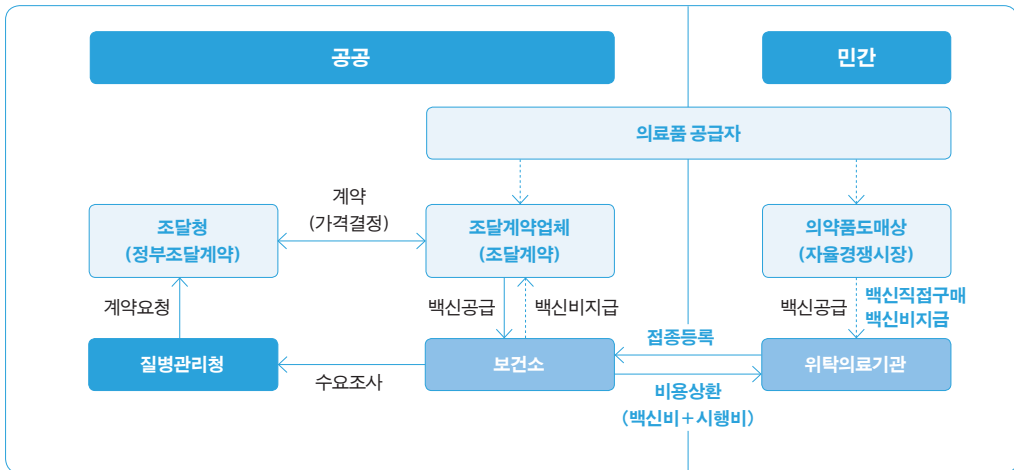 공공
민간
의료품 공급자
계약
(가격결정)
조달청
(정부조달계약)
조달계약업체
(조달계약)
의약품도매상
(자율경쟁시장)
계약요청
백신공급
백신비지급
백신공급
백신직접구매
백신비지급
접종등록
질병관리청
보건소
위탁의료기관
수요조사
비용상환
(백신비+시행비)